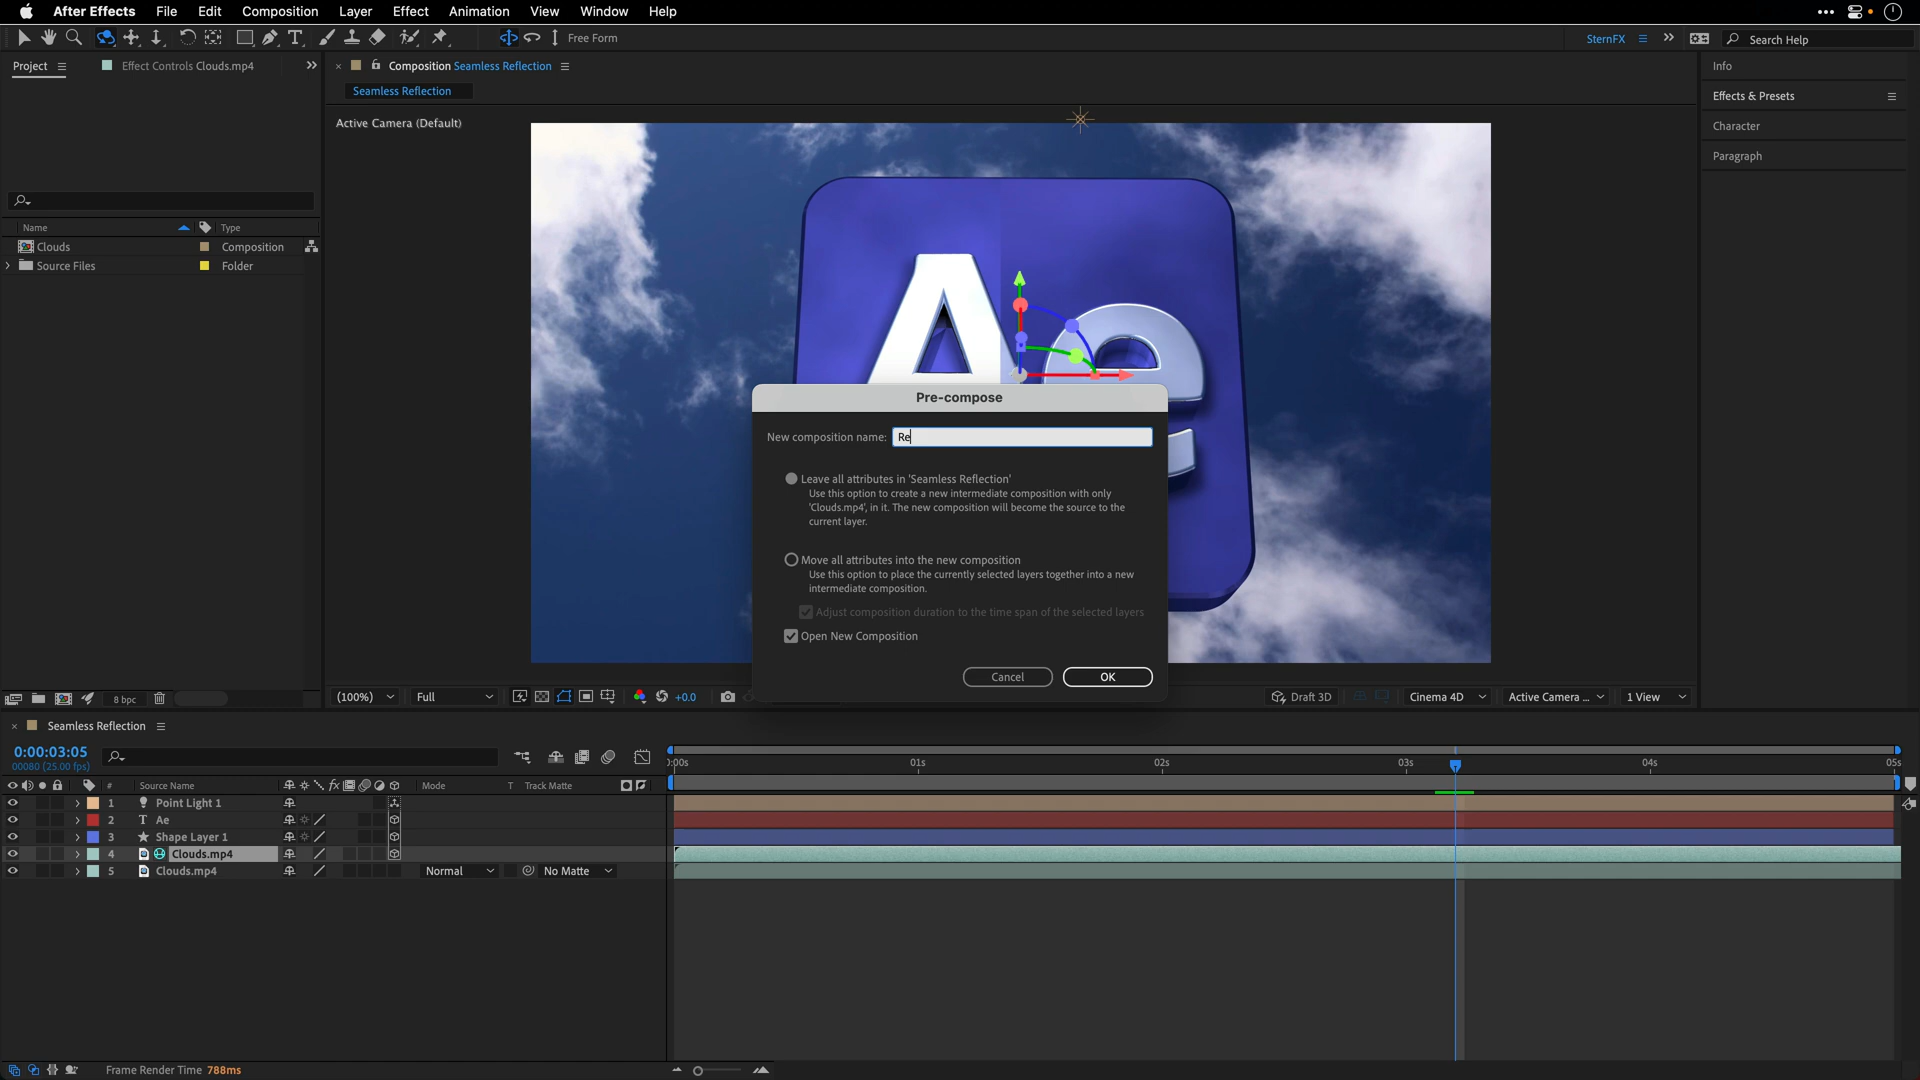 After Effects File Edit Composition Layer Effect Animation View Window Help
Free Form SternFX Search Help
Project Effect Controls Clouds.mp4
Composition Seamless Reflection
Seamless Reflection
Active Camera (Default)
Info
Effects & Presets
Character
Paragraph
Name Type
Clouds Composition
Source Files Folder
Ae
Pre-compose
New composition name: Re
Leave all attributes in 'Seamless Reflection'
Use this option to create a new intermediate composition with only
'Clouds.mp4', in it. The new composition will become the source to the
current layer.
Move all attributes into the new composition
Use this option to place the currently selected layers together into a new
intermediate composition.
Adjust composition duration to the time span of the selected layers
Open New Composition
Cancel OK
8 bpc
(100%) Full +0.0 Draft 3D Cinema 4D Active Camera ... 1 View
Seamless Reflection
0:00:03:05
00080 (25.00 fps)
:00s 01s 02s 03s 04s 05s
# Source Name fx Mode T Track Matte
1 Point Light 1
2 T Ae
3 Shape Layer 1
4 Clouds.mp4
5 Clouds.mp4 Normal No Matte
Frame Render Time 788ms